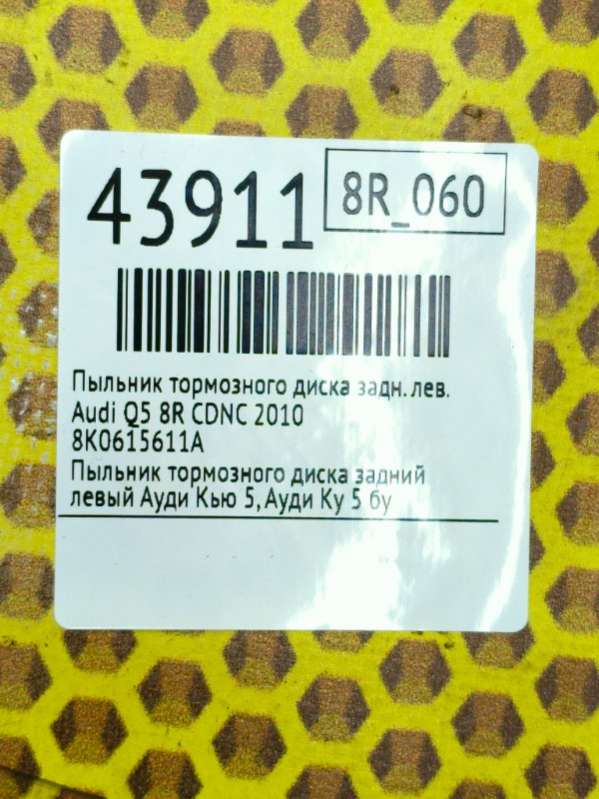 43911
8R_060
Пыльник тормозного диска задн. лев.
Audi Q5 8R CDNC 2010
8K0615611A
Пыльник тормозного диска задний
левый Ауди Кью 5, Ауди Ку 5 бу